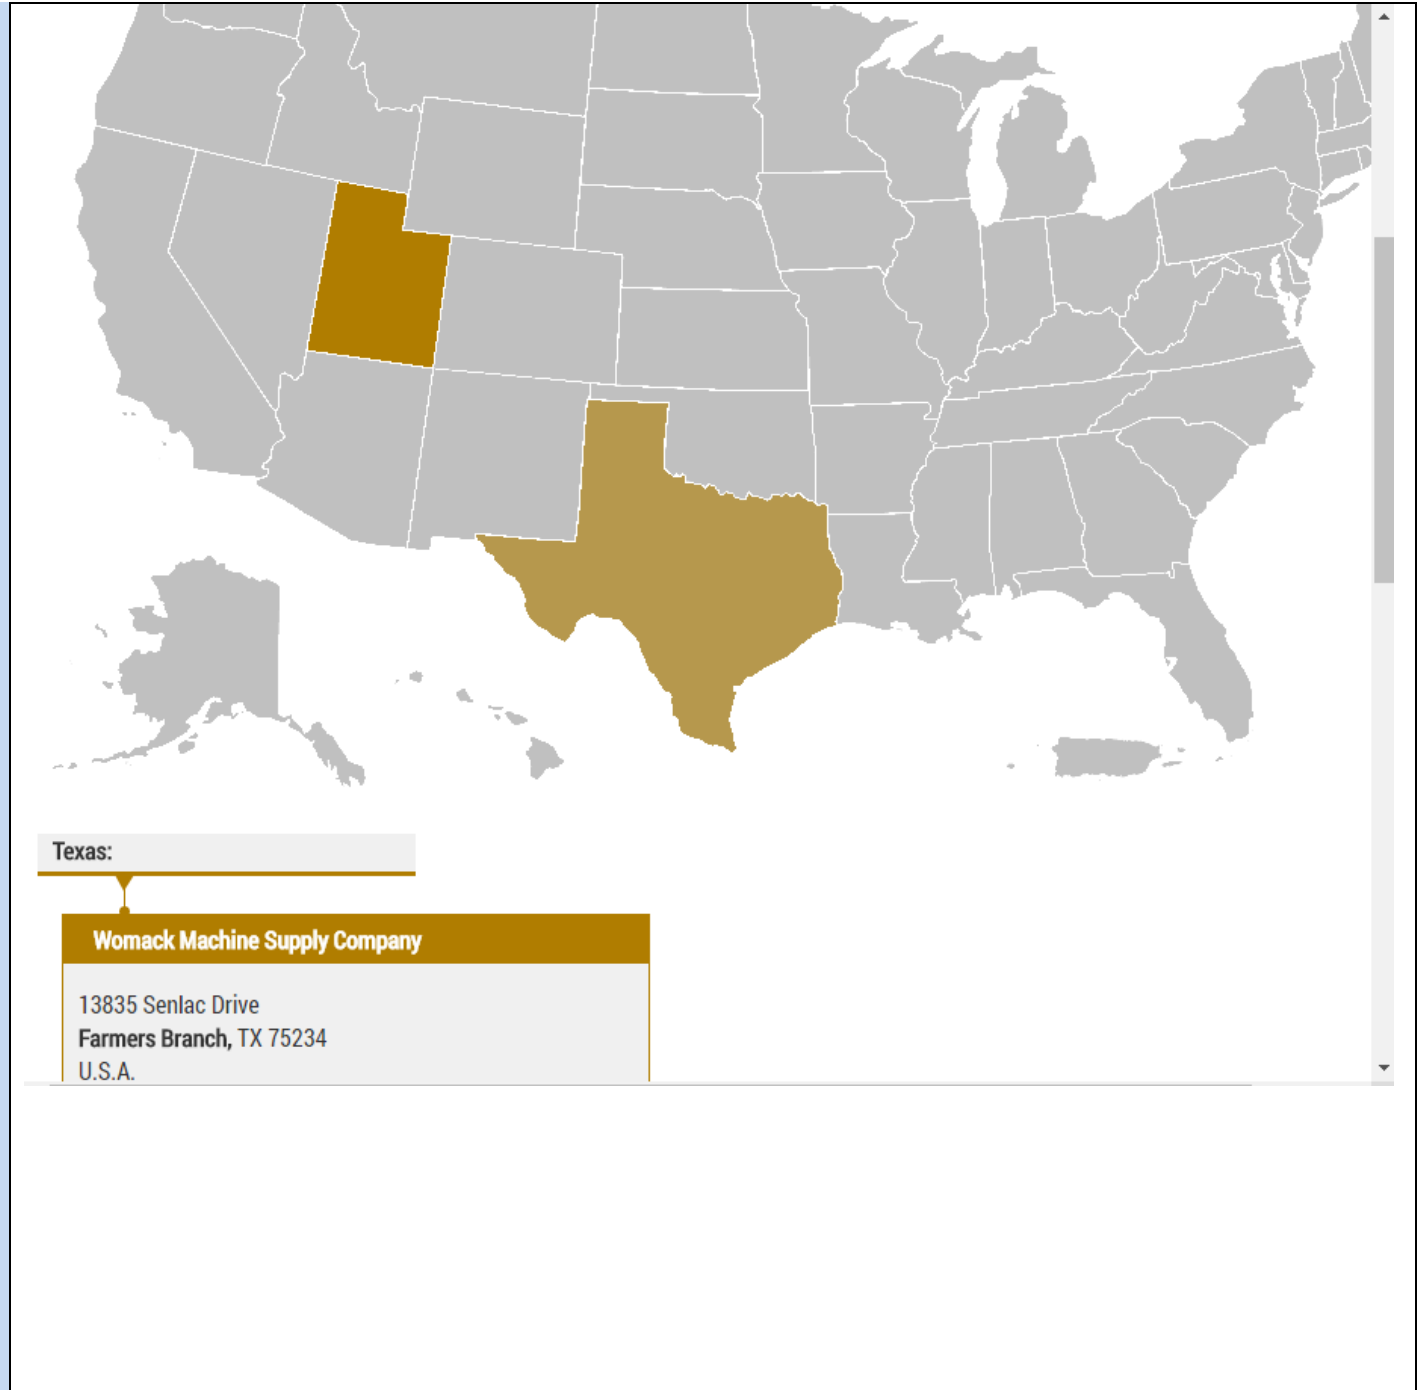 Texas:
Womack Machine Supply Company
13835 Senlac Drive
Farmers Branch, TX 75234
U.S.A.